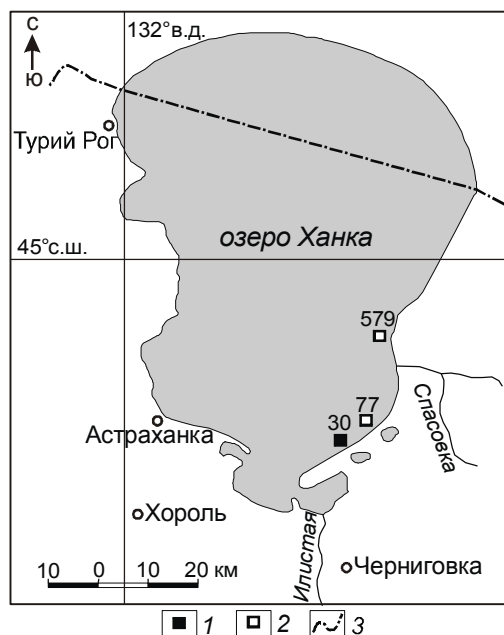 С
Ю
132°в.д.
Турий Рог
озеро Ханка
45°с.ш.
579
77
30
Спасовка
Астраханка
Хороль
Илистая
Черниговка
10 0 10 20 км
1 2 3